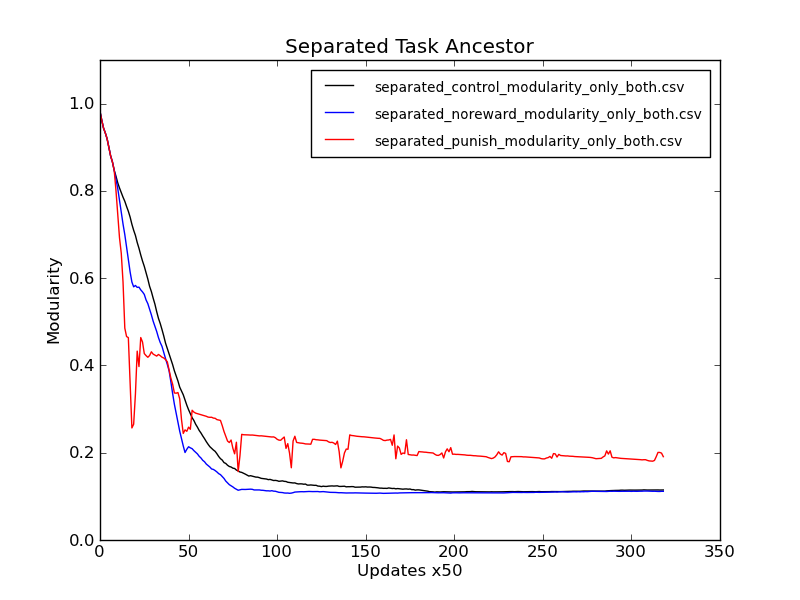 Separated Task Ancestor
separated_control_modularity_only_both.csv
separated_noreward_modularity_only_both.csv
separated_punish_modularity_only_both.csv
Modularity
1.0
0.8
0.6
0.4
0.2
0.0
0 50 100 150 200 250 300 350
Updates x50